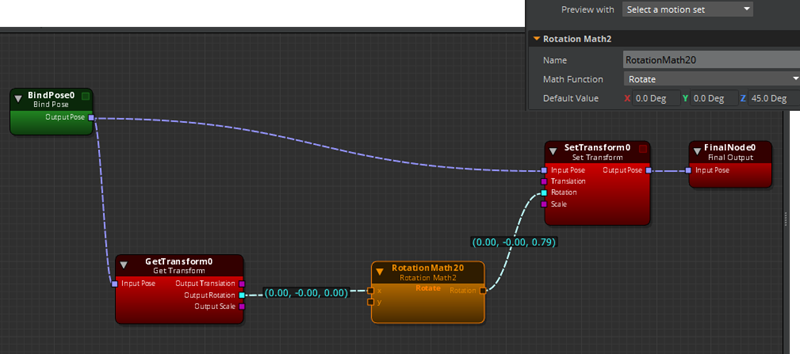 Preview with Select a motion set
Rotation Math2
Name RotationMath20
Math Function Rotate
Default Value X 0.0 Deg Y 0.0 Deg Z 45.0 Deg
BindPose0
Bind Pose
Output Pose
SetTransform0
Set Transform
Input Pose Output Pose
Translation
Rotation
Scale
FinalNode0
Final Output
Input Pose
(0.00, -0.00, 0.79)
GetTransform0
Get Transform
Input Pose Output Translation
Output Rotation
Output Scale
(0.00, -0.00, 0.00)
RotationMath20
Rotation Math2
x Rotate Rotation
y